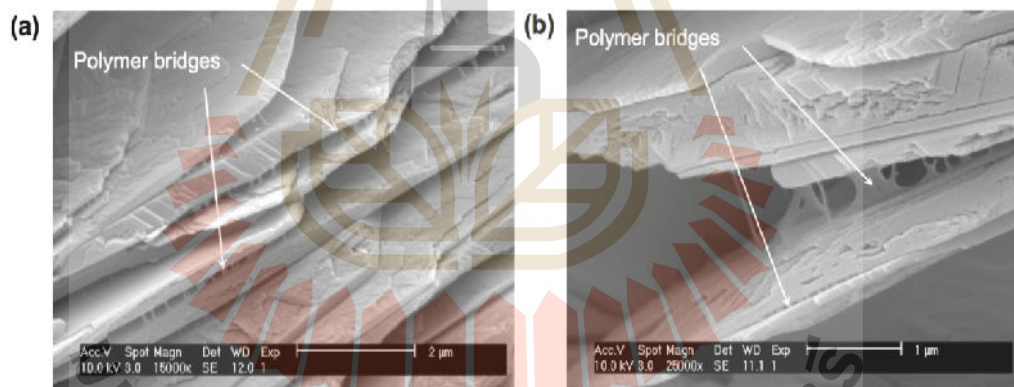 (a)
Polymer bridges
Acc.V Spot Magn Det WD Exp 2 μm
10.0 kV 3.0 15000x SE 12.0 1
(b)
Polymer bridges
Acc.V Spot Magn Det WD Exp 1 μm
10.0 kV 3.0 25000x SE 11.1 1